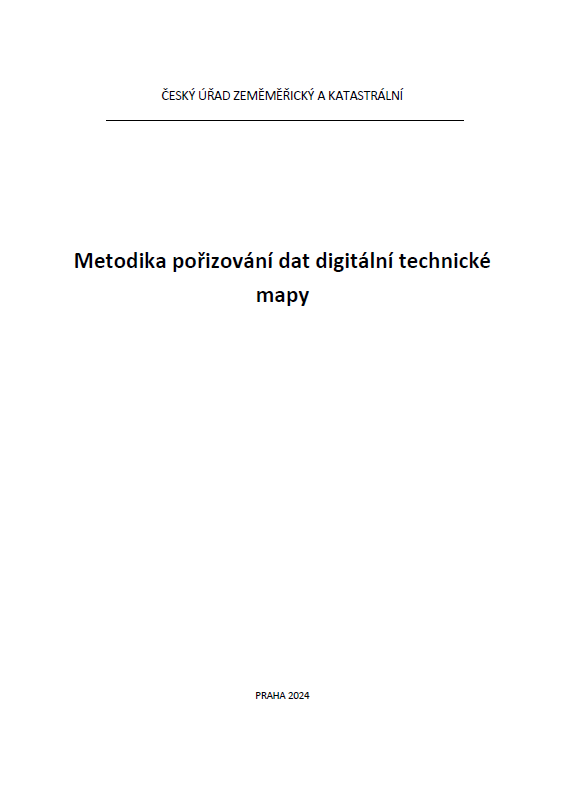 ČESKÝ ÚŘAD ZEMĚMĚŘICKÝ A KATASTRÁLNÍ
Metodika pořizování dat digitální technické
mapy
PRAHA 2024